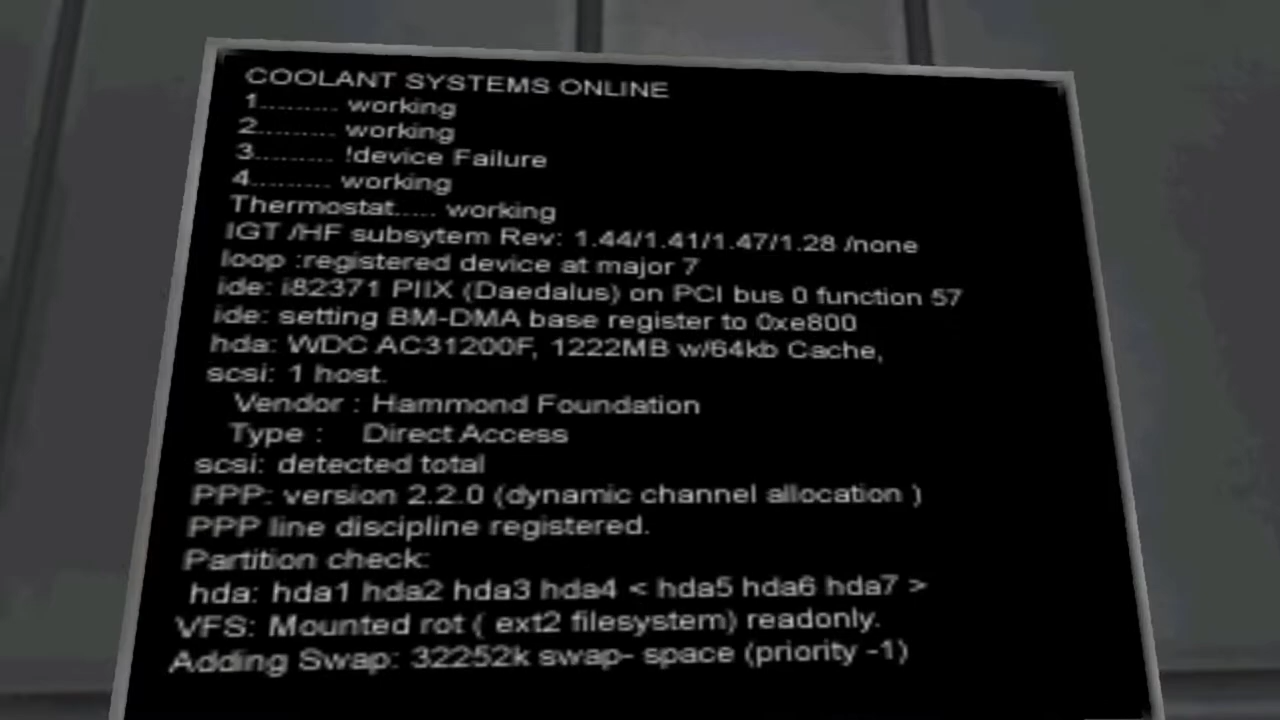 COOLANT SYSTEMS ONLINE
1......... working
2......... working
3......... !device Failure
4......... working
Thermostat..... working
IGT /HF subsytem Rev: 1.44/1.41/1.47/1.28 /none
loop :registered device at major 7
ide: i82371 PIIX (Daedalus) on PCI bus 0 function 57
ide: setting BM-DMA base register to 0xe800
hda: WDC AC31200F, 1222MB w/64kb Cache,
scsi: 1 host.
Vendor : Hammond Foundation
Type : Direct Access
scsi: detected total
PPP: version 2.2.0 (dynamic channel allocation )
PPP line discipline registered.
Partition check:
hda: hda1 hda2 hda3 hda4 < hda5 hda6 hda7 >
VFS: Mounted rot ( ext2 filesystem) readonly.
Adding Swap: 32252k swap- space (priority -1)